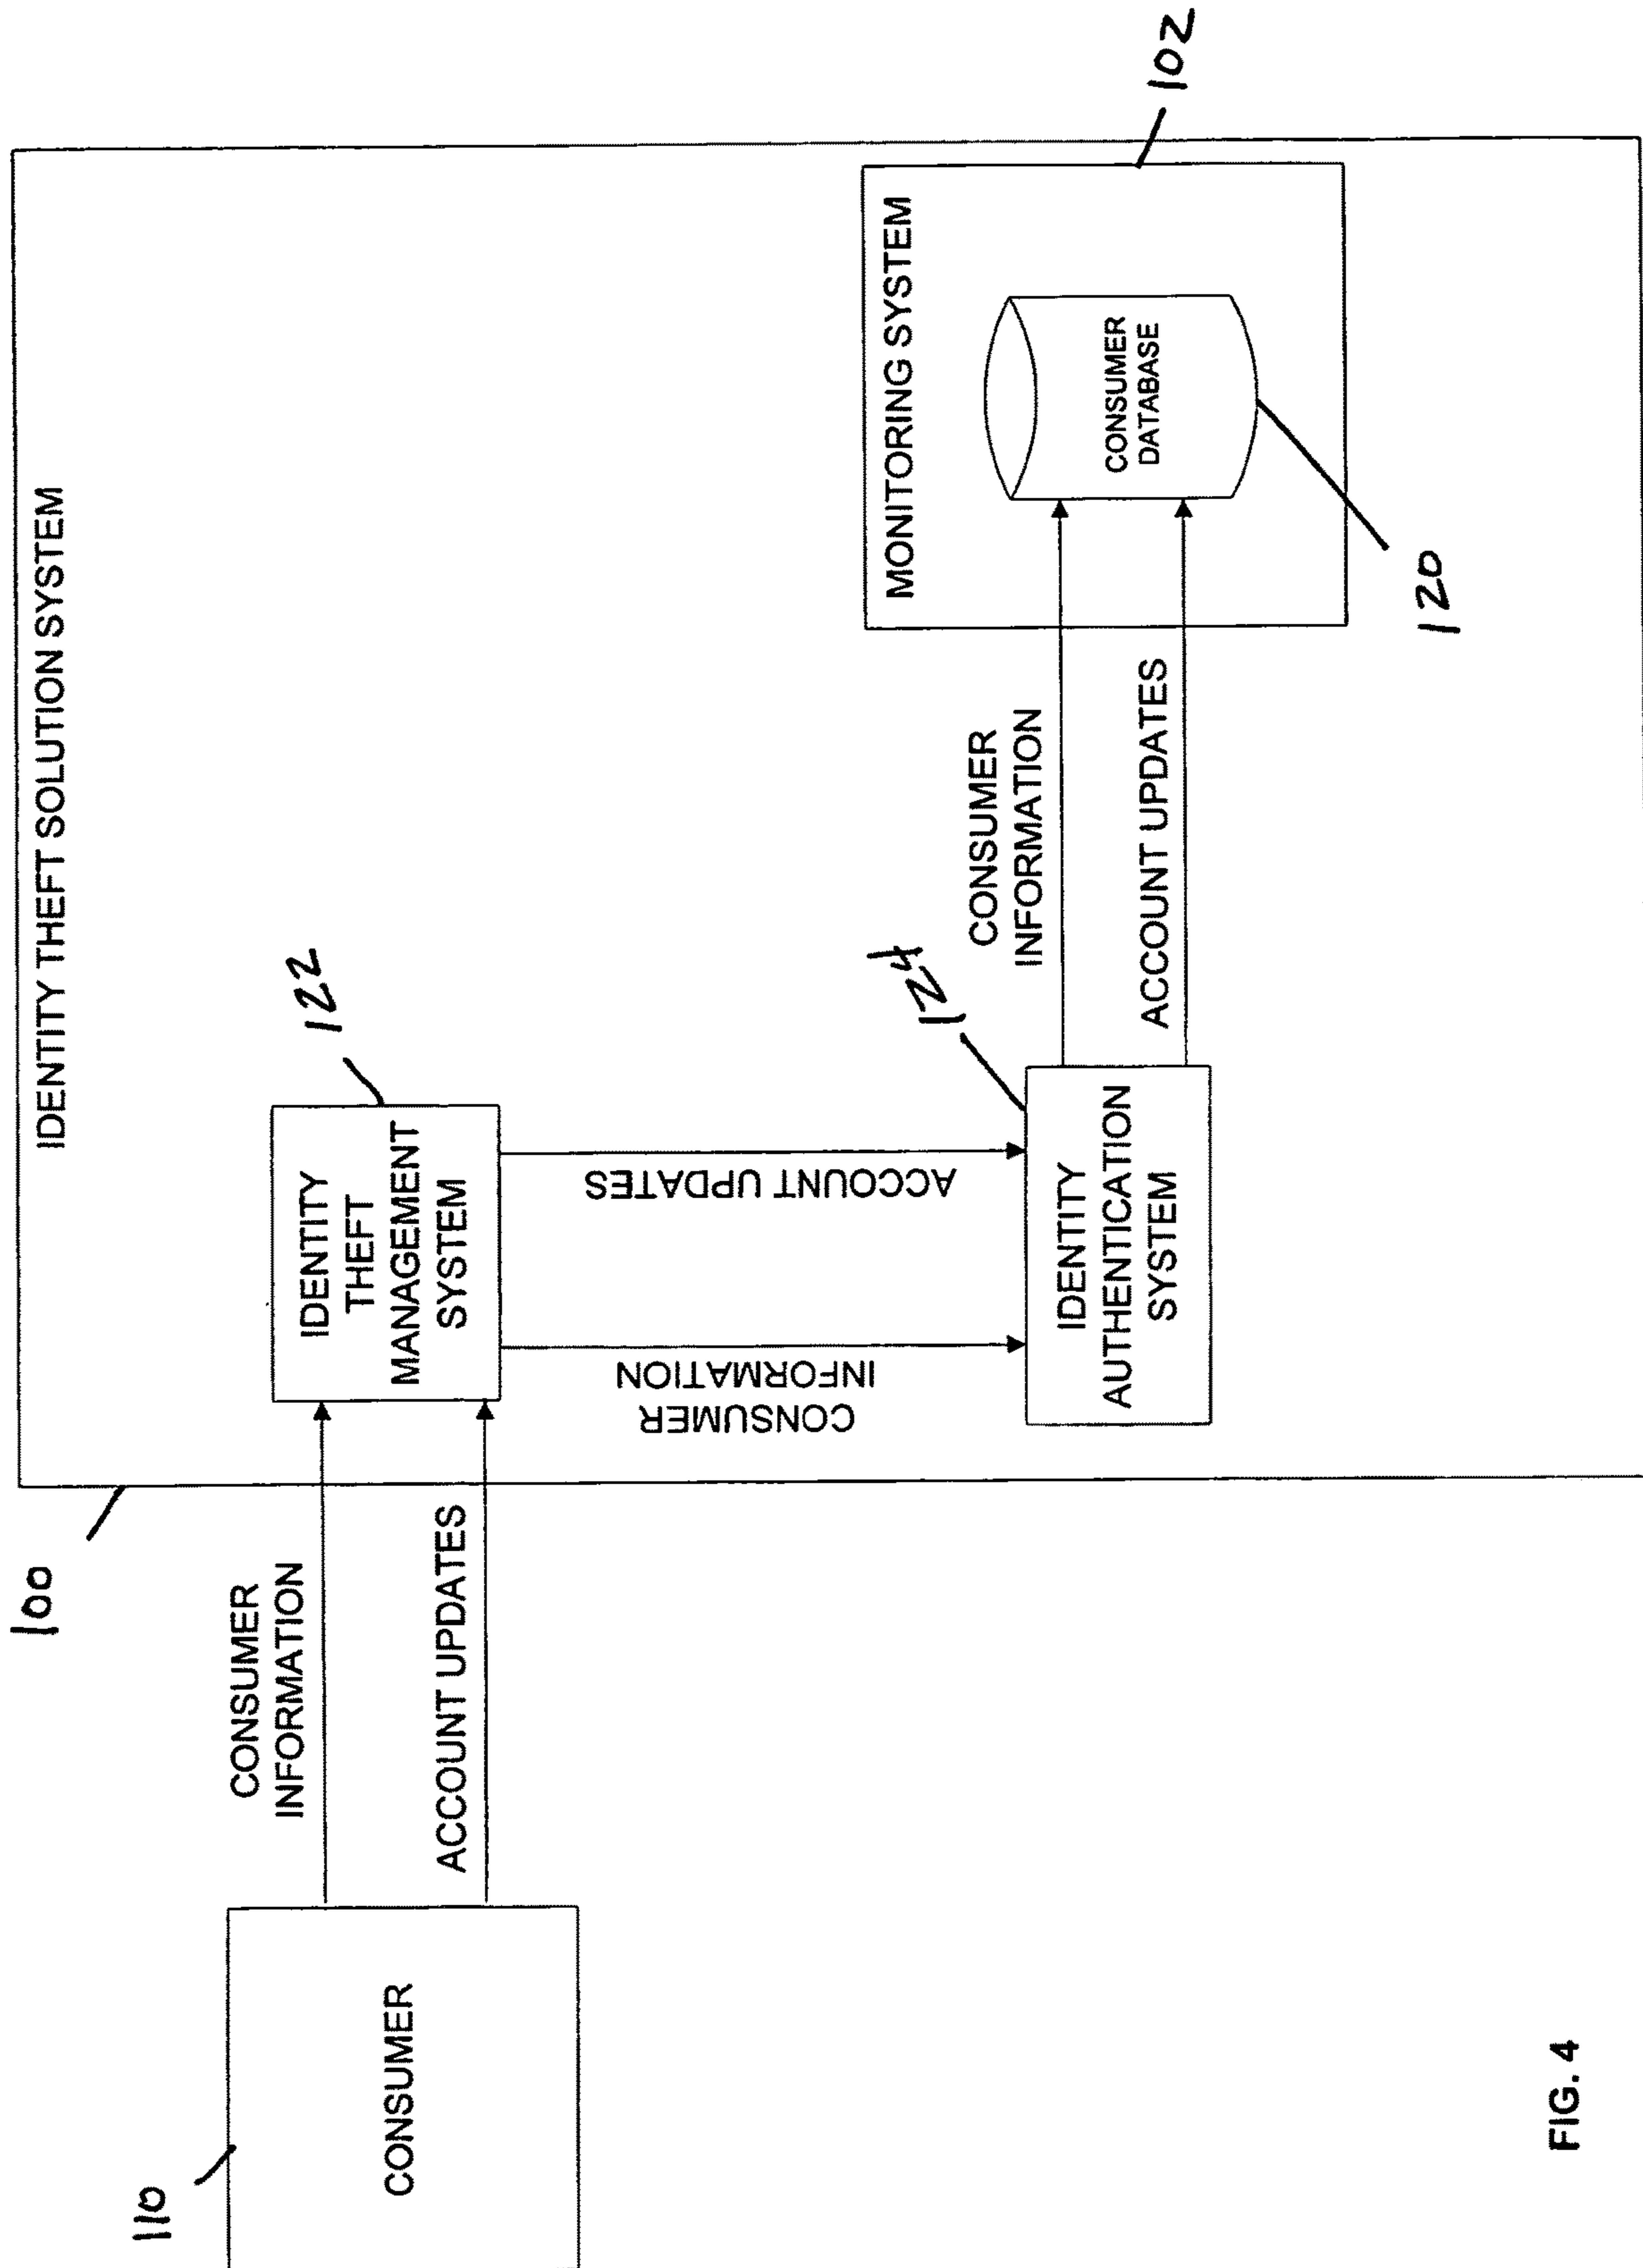 IDENTITY THEFT SOLUTION SYSTEM
100
110
CONSUMER
CONSUMER
INFORMATION
ACCOUNT UPDATES
122
IDENTITY
THEFT
MANAGEMENT
SYSTEM
CONSUMER
INFORMATION
ACCOUNT UPDATES
124
IDENTITY
AUTHENTICATION
SYSTEM
CONSUMER
INFORMATION
ACCOUNT UPDATES
MONITORING SYSTEM
CONSUMER
DATABASE
102
120
FIG. 4